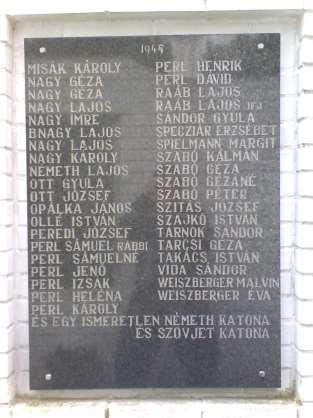 1945
MISÁK KÁROLY
NAGY GÉZA
NAGY GÉZA
NAGY LAJOS
NAGY IMRE
BNAGY LAJOS
NAGY LAJOS
NAGY KÁROLY
NÉMETH LAJOS
OTT GYULA
OTT JÓZSEF
OPÁLKA JÁNOS
OLLÉ ISTVÁN
PEREDI JÓZSEF
PERL SÁMUEL RABBI
PERL SÁMUELNÉ
PERL JENŐ
PERL IZSÁK
PERL HELÉNA
PERL KÁROLY
PERL HENRIK
PERL DÁVID
RAÁB LAJOS
RAÁB LAJOS IFJ
SÁNDOR GYULA
SPECZIÁR ERZSÉBET
SPIELMANN MARGIT
SZABÓ KÁLMÁN
SZABÓ GÉZA
SZABÓ GÉZÁNÉ
SZABÓ PÉTER
SZITÁS JÓZSEF
SZAJKÓ ISTVÁN
TÁRNOK SÁNDOR
TARCSI GÉZA
TAKÁCS ISTVÁN
VIDA SÁNDOR
WEISZBERGER MALVIN
WEISZBERGER ÉVA
ÉS EGY ISMERETLEN NÉMETH KATONA
ÉS SZOVJET KATONA